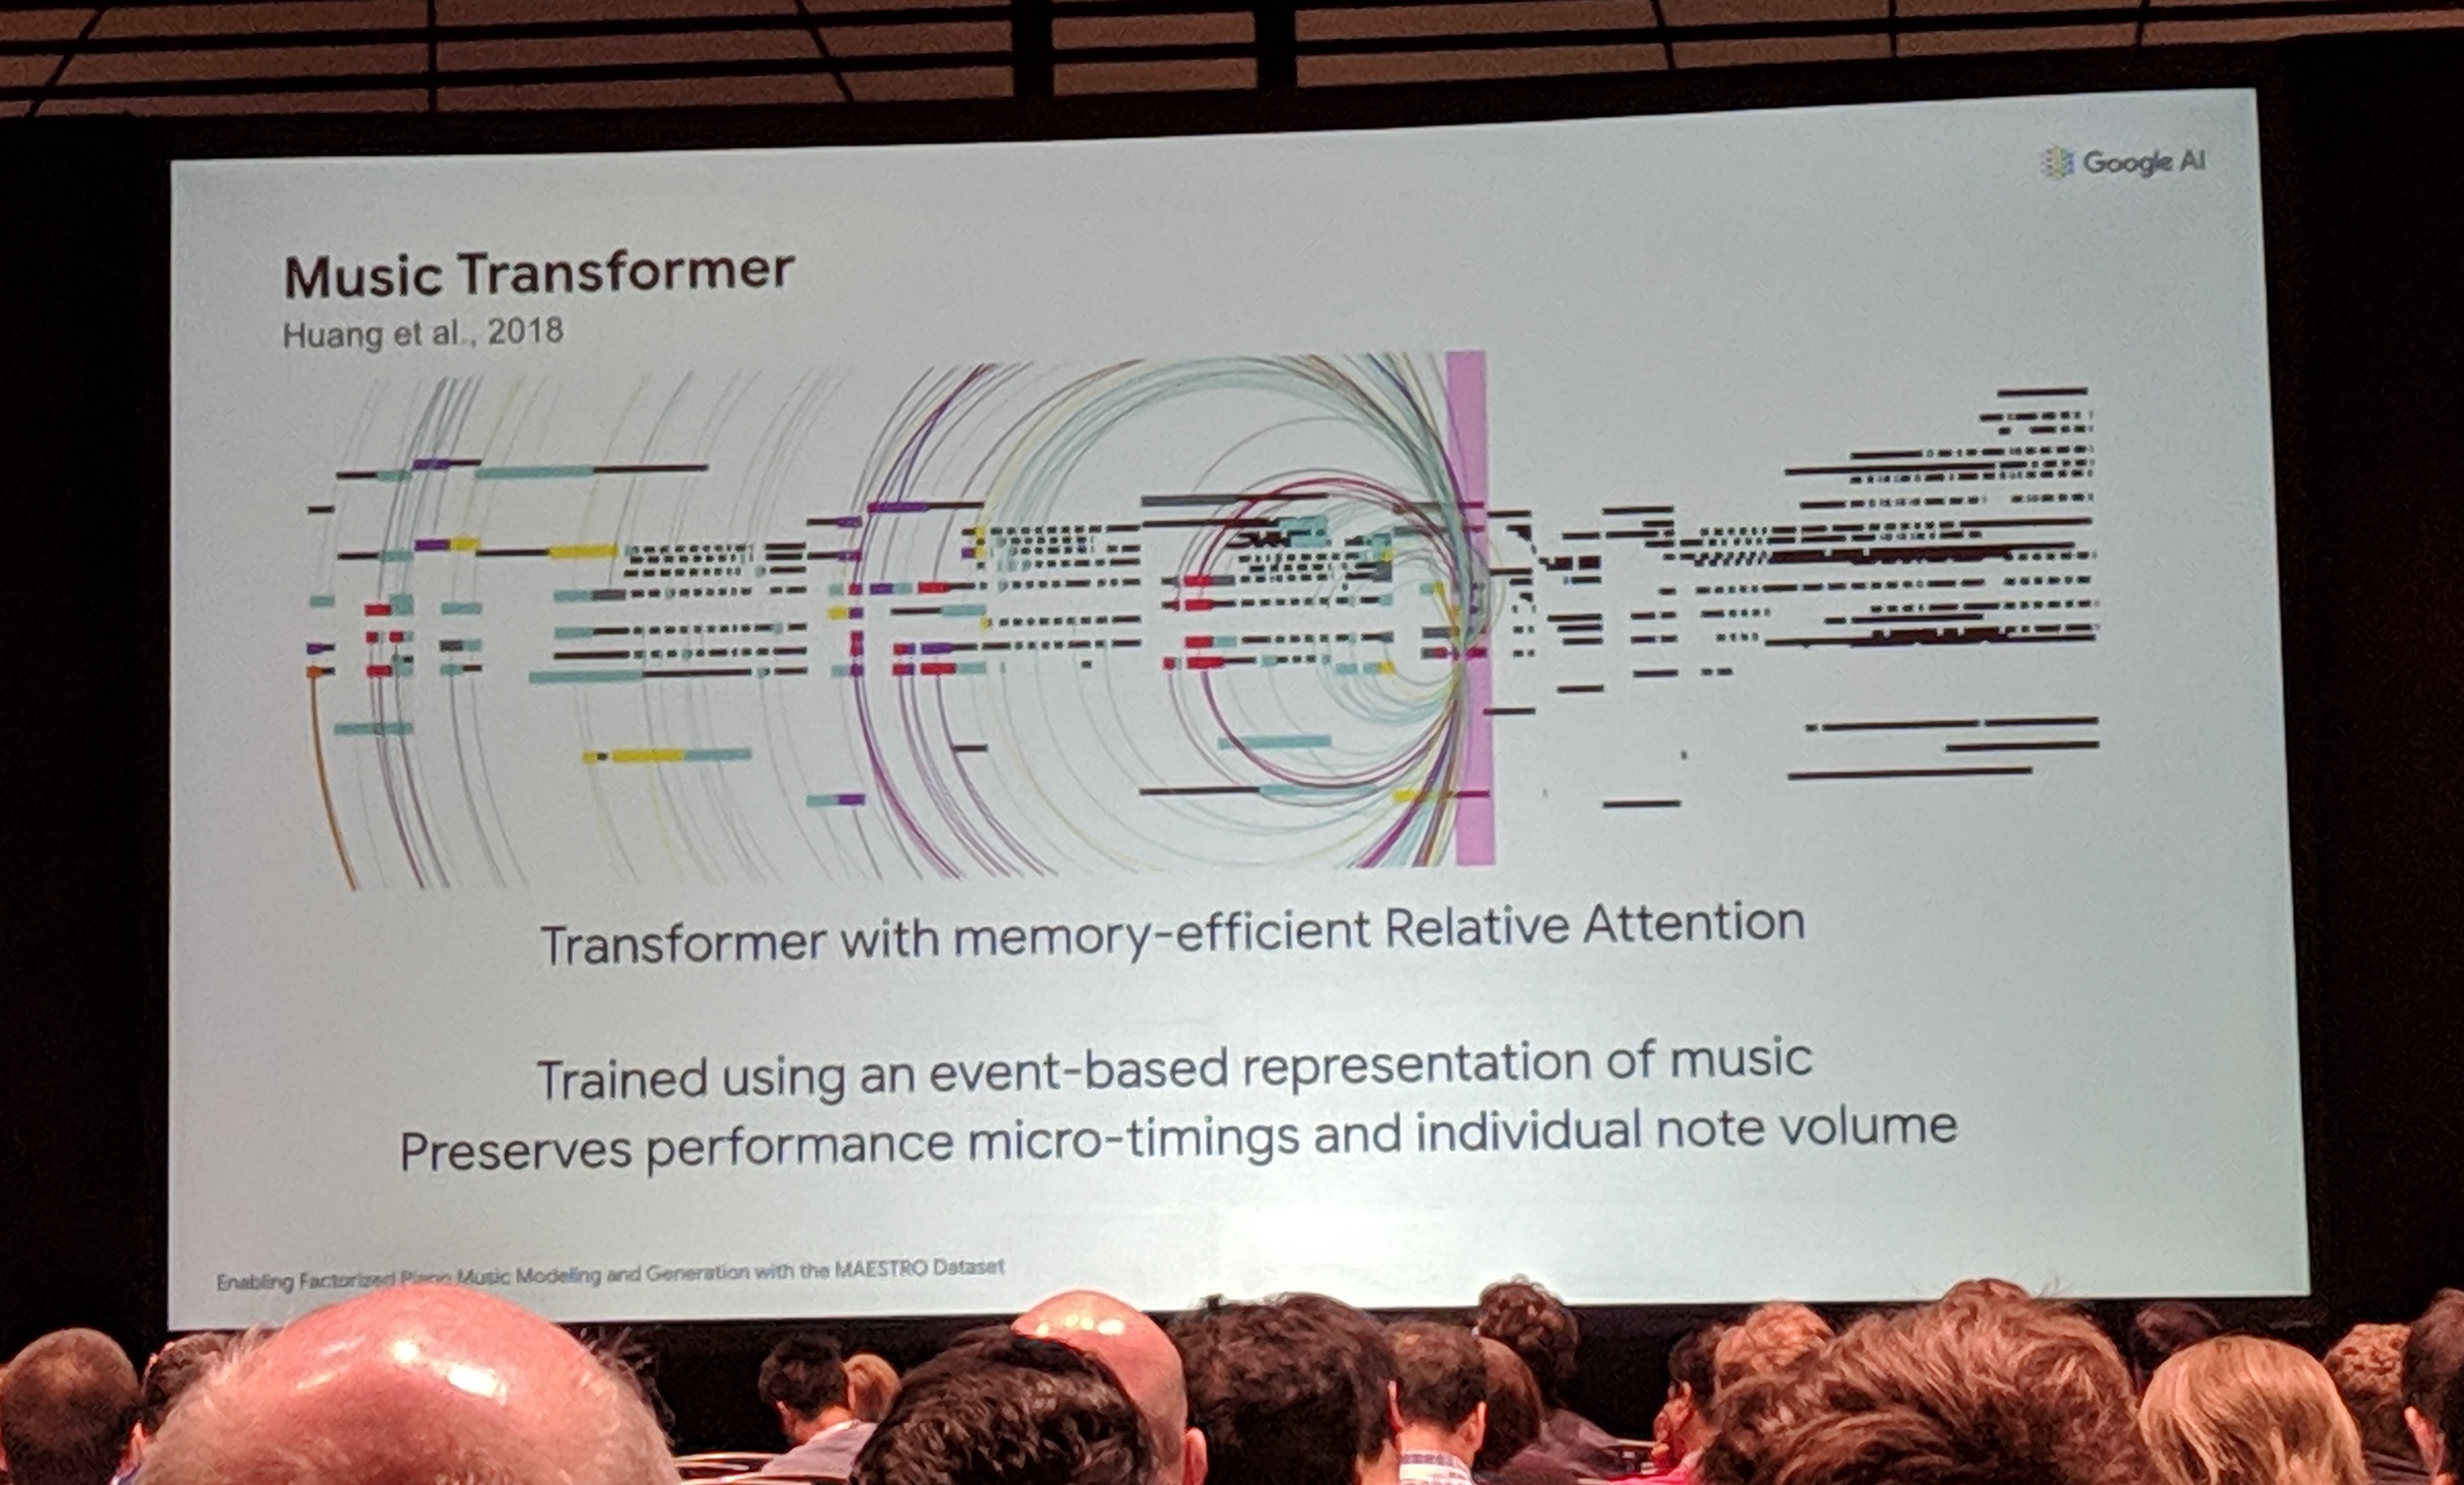 Google AI
Music Transformer
Huang et al., 2018
Transformer with memory-efficient Relative Attention
Trained using an event-based representation of music
Preserves performance micro-timings and individual note volume
Enabling Factorized Piano Music Modeling and Generation with the MAESTRO Dataset